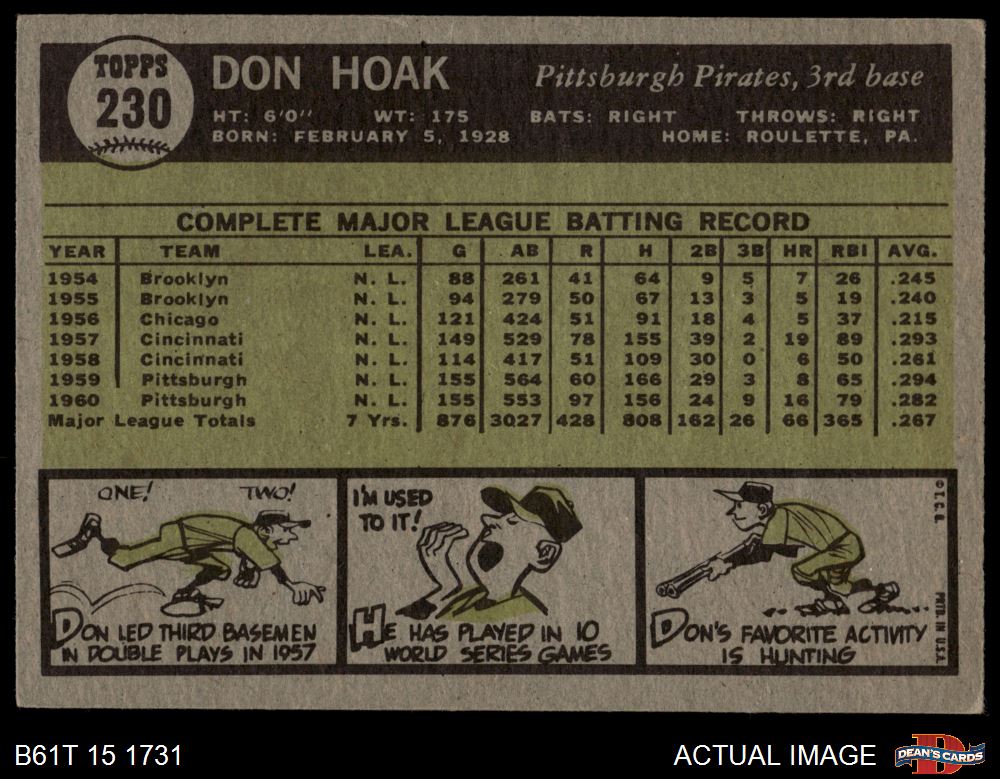 TOPPS
230
DON HOAK
Pittsburgh Pirates, 3rd base
HT: 6'0" WT: 175 BATS: RIGHT THROWS: RIGHT
BORN: FEBRUARY 5, 1928 HOME: ROULETTE, PA.
COMPLETE MAJOR LEAGUE BATTING RECORD
YEAR TEAM LEA. G AB R H 2B 3B HR RBI AVG.
1954 Brooklyn N. L. 88 261 41 64 9 5 7 26 .245
1955 Brooklyn N. L. 94 279 50 67 13 3 5 19 .240
1956 Chicago N. L. 121 424 51 91 18 4 5 37 .215
1957 Cincinnati N. L. 149 529 78 155 39 2 19 89 .293
1958 Cincinnati N. L. 114 417 51 109 30 0 6 50 .261
1959 Pittsburgh N. L. 155 564 60 166 29 3 8 65 .294
1960 Pittsburgh N. L. 155 553 97 156 24 9 16 79 .282
Major League Totals 7 Yrs. 876 3027 428 808 162 26 66 365 .267
ONE! TWO!
DON LED THIRD BASEMEN
IN DOUBLE PLAYS IN 1957
I'M USED
TO IT!
HE HAS PLAYED IN 10
WORLD SERIES GAMES
DON'S FAVORITE ACTIVITY
IS HUNTING
© T. C. G.
PRTD. IN U.S.A.
B61T 15 1731
ACTUAL IMAGE
D
DEAN'S CARDS